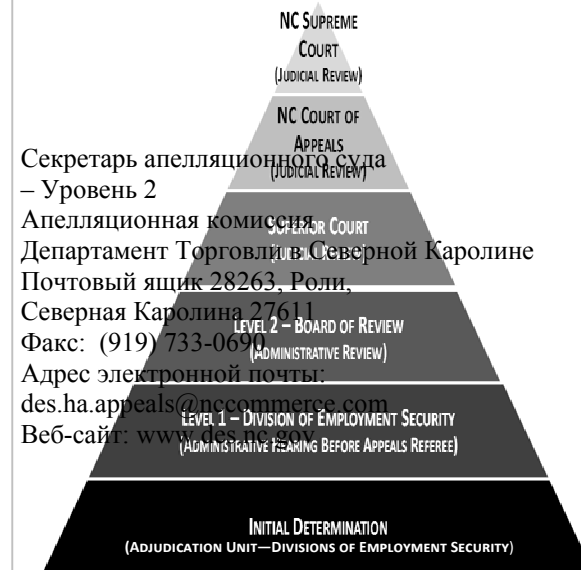 NC SUPREME
COURT
(JUDICIAL REVIEW)
NC COURT OF
APPEALS
(JUDICIAL REVIEW)
Секретарь апелляционного суда
– Уровень 2
Апелляционная комиссия
Департамент Торговли в Северной Каролине
Почтовый ящик 28263, Роли,
Северная Каролина 27611
Факс: (919) 733-0690
Адрес электронной почты:
des.ha.appeals@nccommerce.com
Веб-сайт: www.des.nc.gov
SUPERIOR COURT
(JUDICIAL REVIEW)
LEVEL 2 – BOARD OF REVIEW
(ADMINISTRATIVE REVIEW)
LEVEL 1 – DIVISION OF EMPLOYMENT SECURITY
(ADMINISTRATIVE HEARING BEFORE APPEALS REFEREE)
INITIAL DETERMINATION
(ADJUDICATION UNIT—DIVISIONS OF EMPLOYMENT SECURITY)